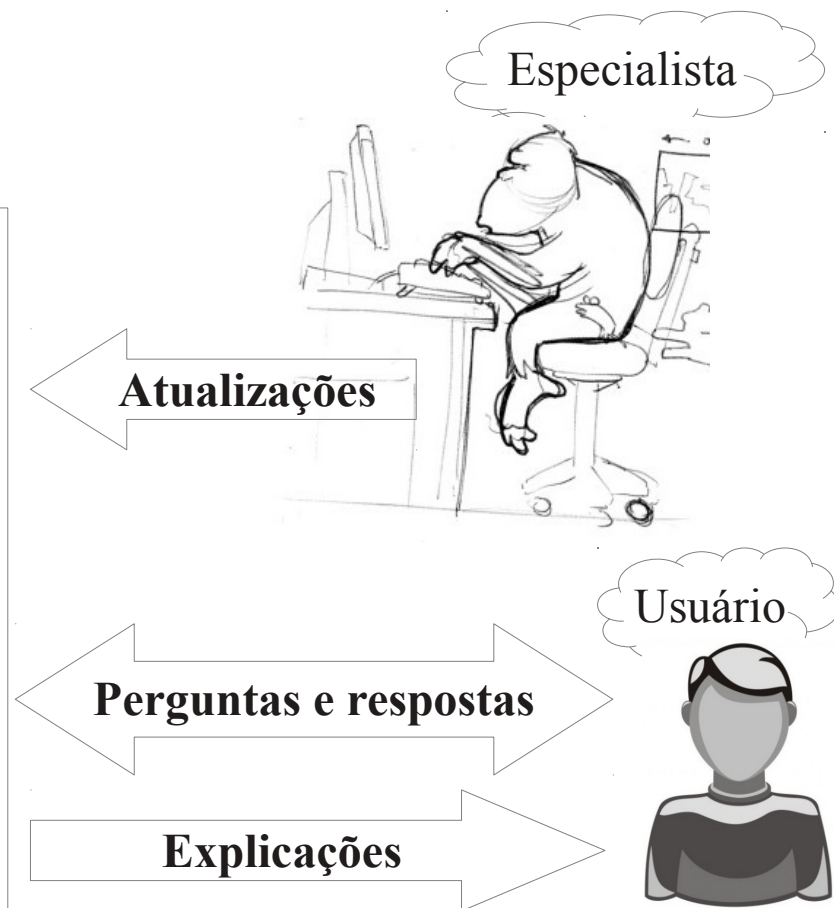 Especialista
Atualizações
Usuário
Perguntas e respostas
Explicações